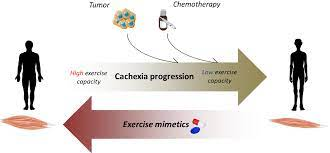 Tumor
Chemotherapy
High exercise
capacity
Cachexia progression
Low exercise
capacity
Exercise mimetics